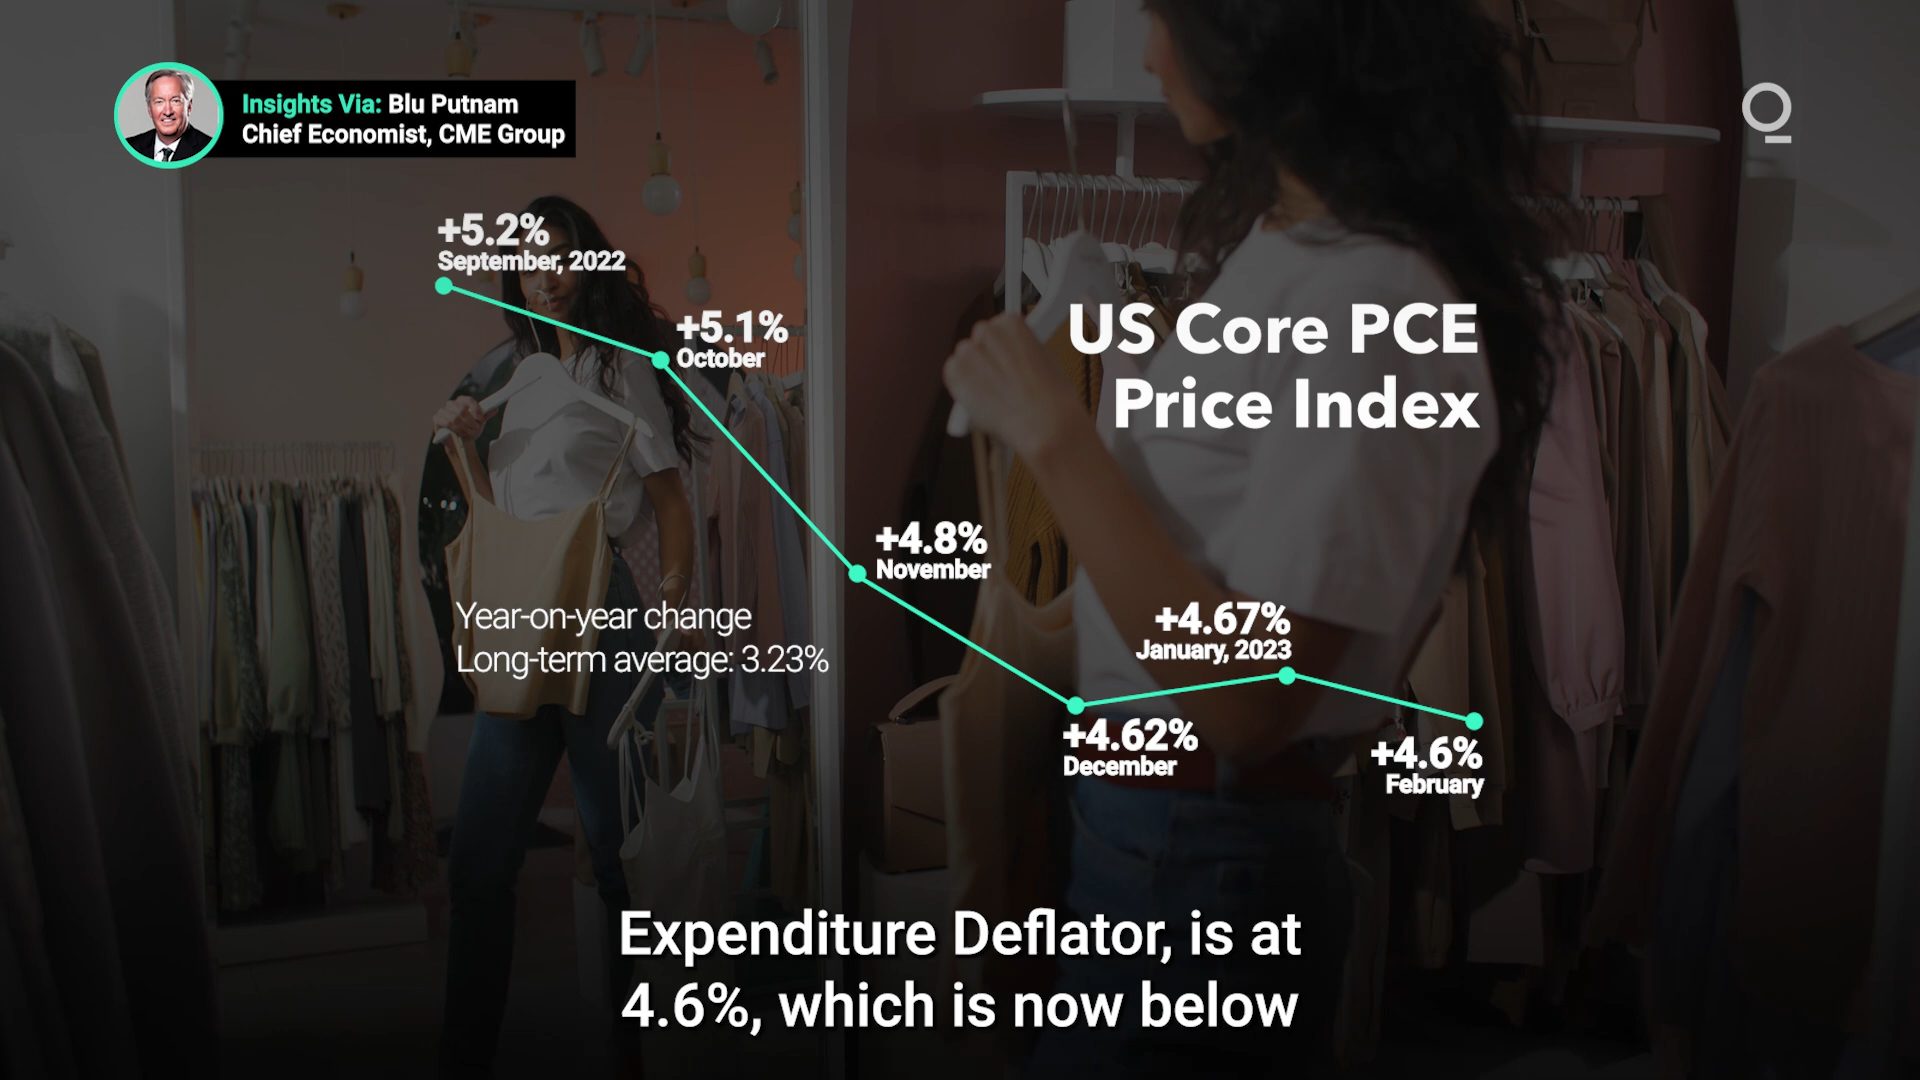 Insights Via: Blu Putnam
Chief Economist, CME Group
+5.2%
September, 2022
+5.1%
October
US Core PCE
Price Index
+4.8%
November
Year-on-year change
Long-term average: 3.23%
+4.67%
January, 2023
+4.62%
December
+4.6%
February
Expenditure Deflator, is at
4.6%, which is now below